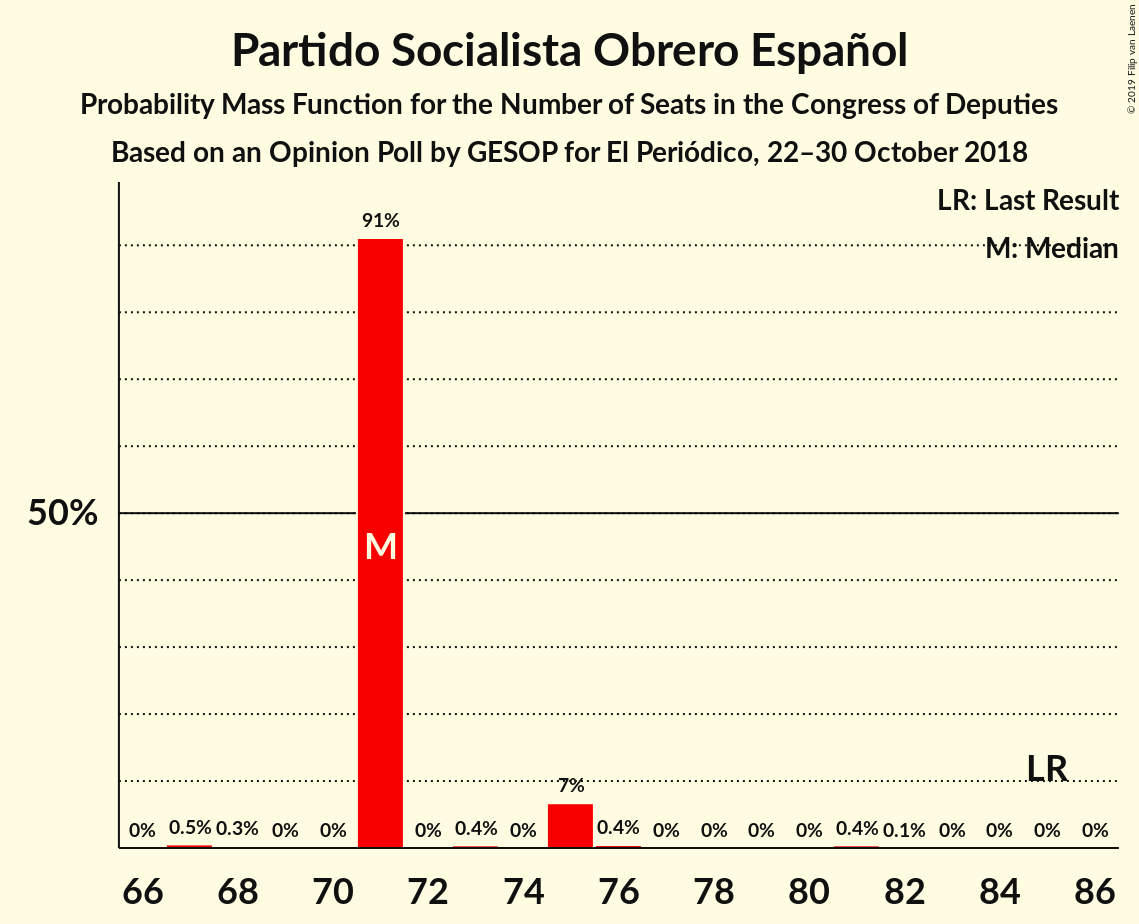 Partido Socialista Obrero Español
Probability Mass Function for the Number of Seats in the Congress of Deputies
Based on an Opinion Poll by GESOP for El Periódico, 22–30 October 2018
© 2019 Filip van Laenen
LR: Last Result
M: Median
91%
50%
M
LR
7%
0% 0.5% 0.3% 0% 0% 0% 0.4% 0% 0.4% 0% 0% 0% 0% 0.4% 0.1% 0% 0% 0% 0%
66 68 70 72 74 76 78 80 82 84 86